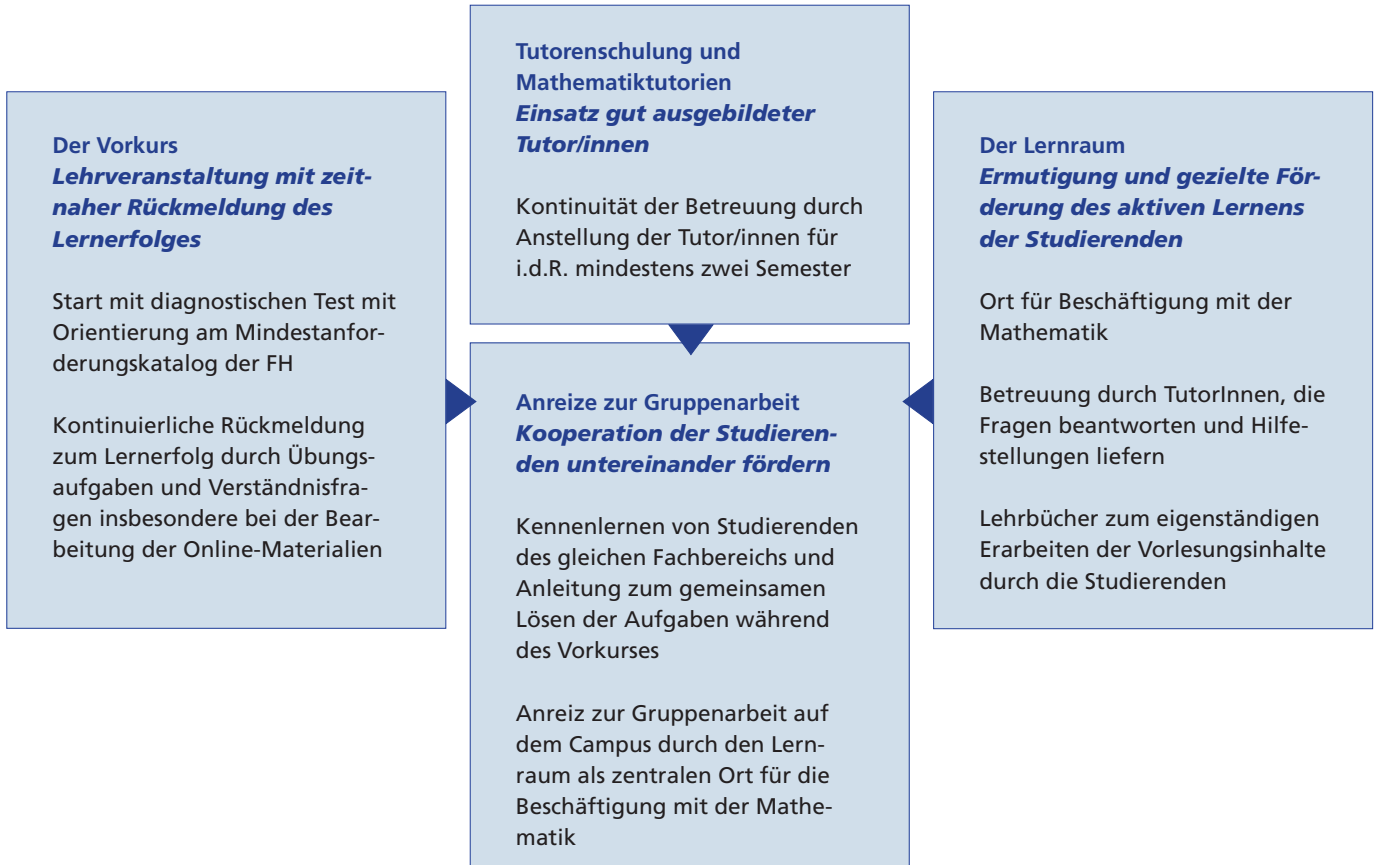 Tutorenschulung und
Mathematiktutorien
Einsatz gut ausgebildeter
Tutor/innen
Kontinuität der Betreuung durch
Anstellung der Tutor/innen für
i.d.R. mindestens zwei Semester
Der Vorkurs
Lehrveranstaltung mit zeit-
naher Rückmeldung des
Lernerfolges
Start mit diagnostischen Test mit
Orientierung am Mindestanfor-
derungskatalog der FH
Kontinuierliche Rückmeldung
zum Lernerfolg durch Übungs-
aufgaben und Verständnisfra-
gen insbesondere bei der Bear-
beitung der Online-Materialien
Anreize zur Gruppenarbeit
Kooperation der Studieren-
den untereinander fördern
Kennenlernen von Studierenden
des gleichen Fachbereichs und
Anleitung zum gemeinsamen
Lösen der Aufgaben während
des Vorkurses
Anreiz zur Gruppenarbeit auf
dem Campus durch den Lern-
raum als zentralen Ort für die
Beschäftigung mit der Mathe-
matik
Der Lernraum
Ermutigung und gezielte För-
derung des aktiven Lernens
der Studierenden
Ort für Beschäftigung mit der
Mathematik
Betreuung durch TutorInnen, die
Fragen beantworten und Hilfe-
stellungen liefern
Lehrbücher zum eigenständigen
Erarbeiten der Vorlesungsinhalte
durch die Studierenden